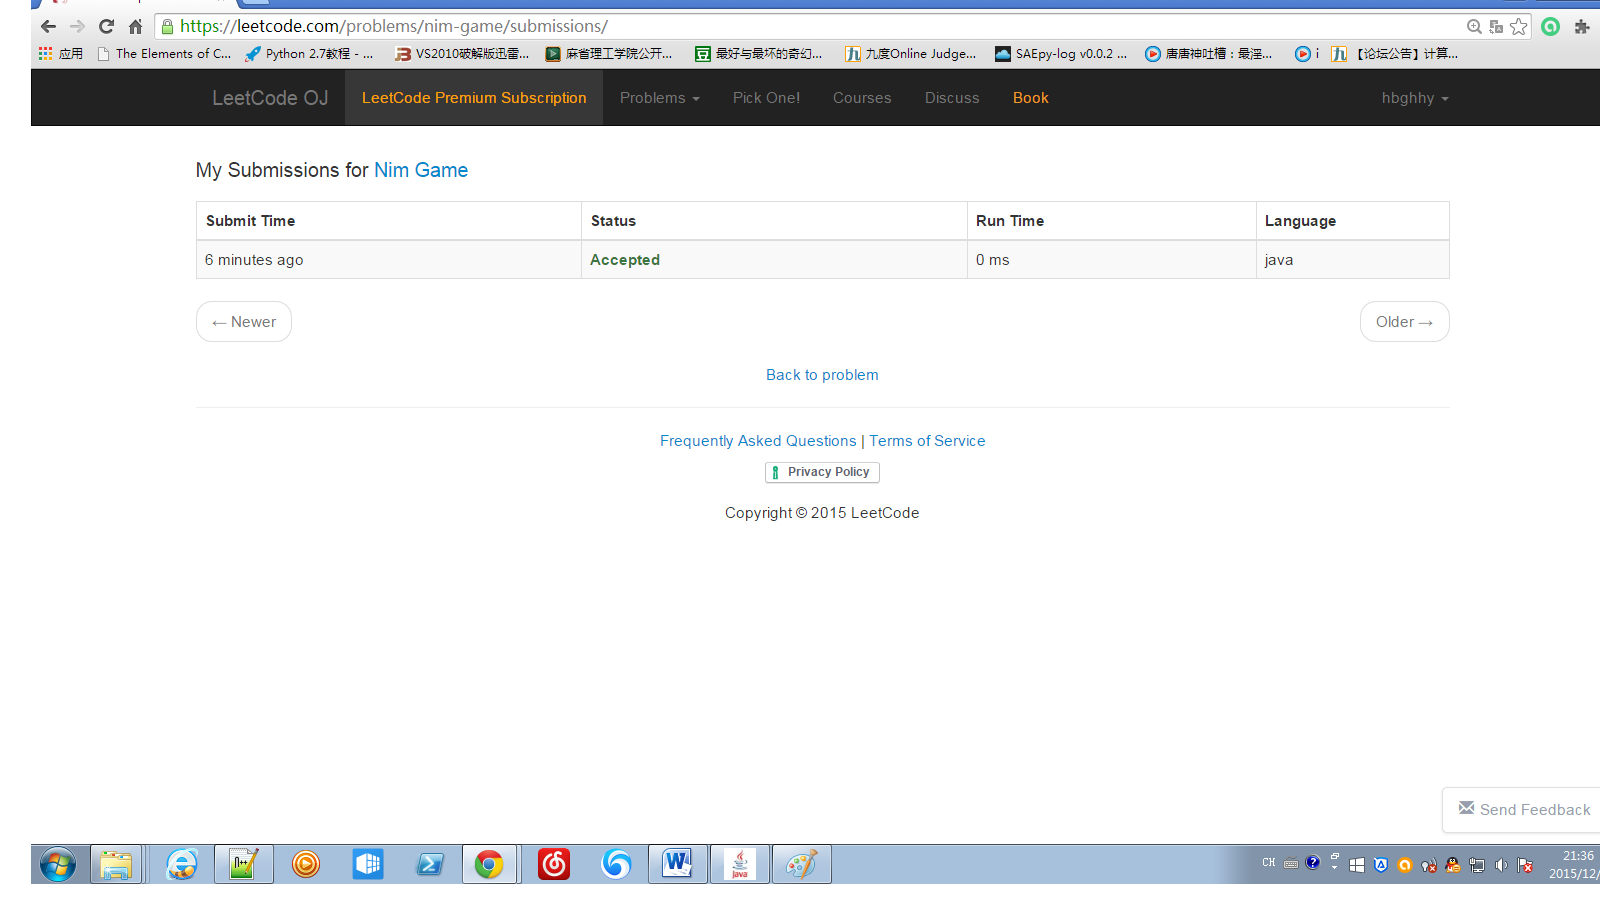 https://leetcode.com/problems/nim-game/submissions/
应用 The Elements of C... Python 2.7教程 - ... VS2010破解版迅雷... 麻省理工学院公开... 最好与最坏的奇幻... 九度Online Judge... SAEpy-log v0.0.2 ... 唐唐神吐槽：最淫... i 【论坛公告】计算...
LeetCode OJ LeetCode Premium Subscription Problems Pick One! Courses Discuss Book hbghhy
My Submissions for Nim Game
Submit Time Status Run Time Language
6 minutes ago Accepted 0 ms java
← Newer Older →
Back to problem
Frequently Asked Questions | Terms of Service
Privacy Policy
Copyright © 2015 LeetCode
Send Feedback
CH 21:36
2015/12/